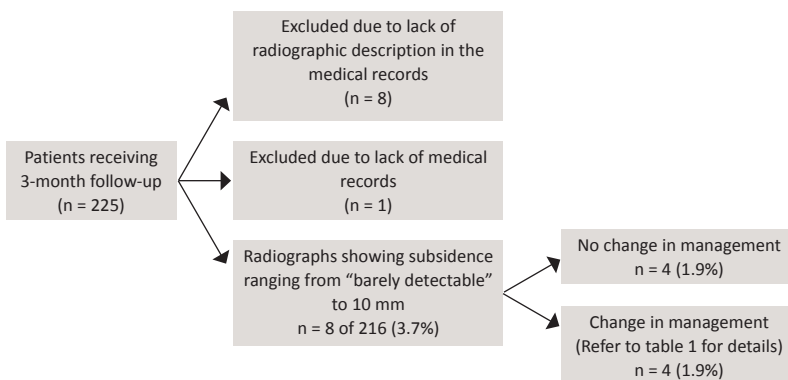 Excluded due to lack of
radiographic description in the
medical records
(n = 8)
Patients receiving
3-month follow-up
(n = 225)
Excluded due to lack of medical
records
(n = 1)
Radiographs showing subsidence
ranging from “barely detectable”
to 10 mm
n = 8 of 216 (3.7%)
No change in management
n = 4 (1.9%)
Change in management
(Refer to table 1 for details)
n = 4 (1.9%)